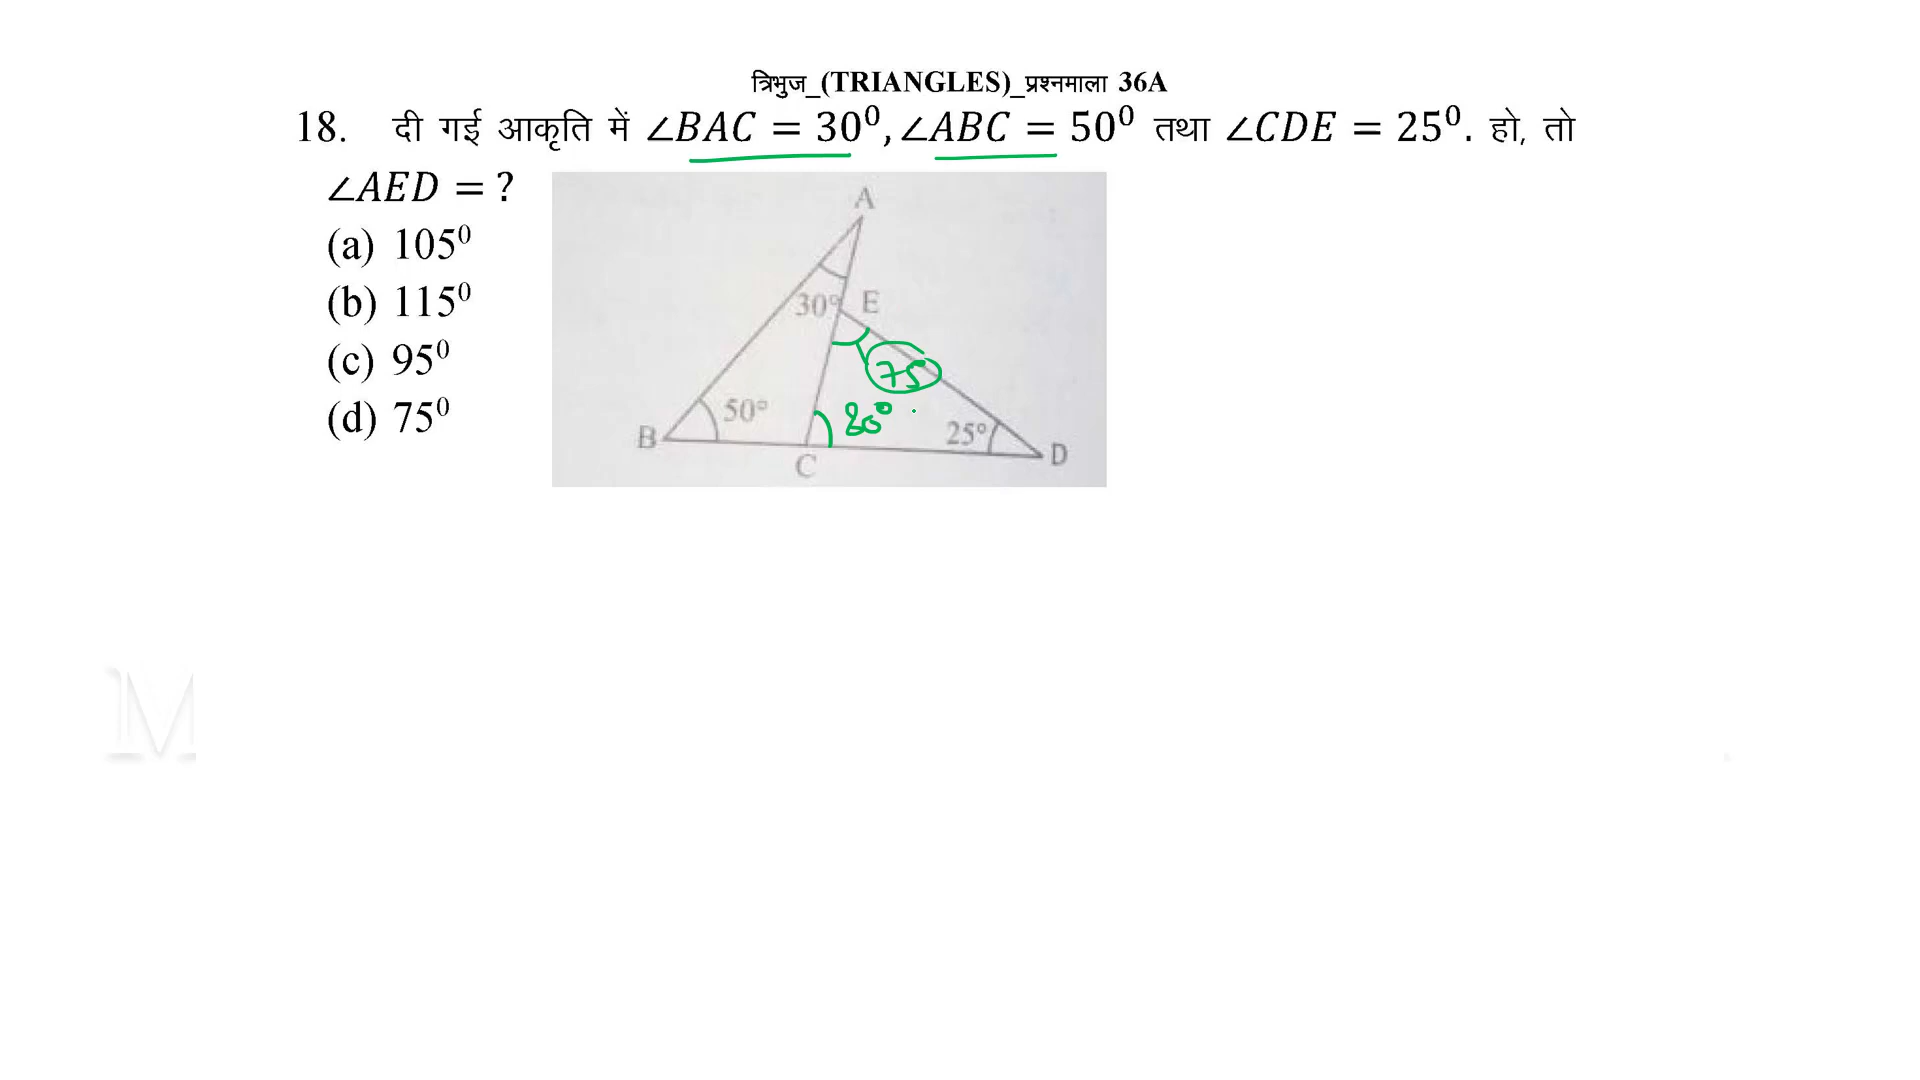 त्रिभुज_(TRIANGLES)_प्रश्नमाला 36A
18. दी गई आकृति में ∠BAC = 30⁰, ∠ABC = 50⁰ तथा ∠CDE = 25⁰. हो, तो
∠AED = ?
(a) 105⁰
(b) 115⁰
(c) 95⁰
(d) 75⁰
A
30° E
75
50° 80° 25°
B C D
M